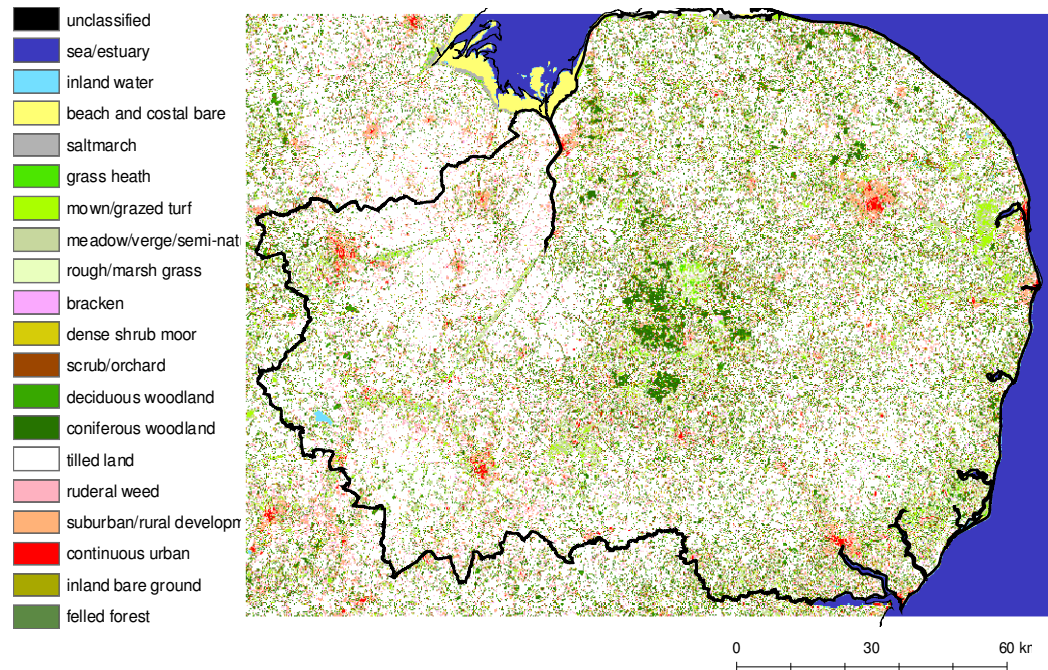 unclassified
sea/estuary
inland water
beach and costal bare
saltmarch
grass heath
mown/grazed turf
meadow/verge/semi-nat
rough/marsh grass
bracken
dense shrub moor
scrub/orchard
deciduous woodland
coniferous woodland
tilled land
ruderal weed
suburban/rural developm
continuous urban
inland bare ground
felled forest
0 30 60 kr